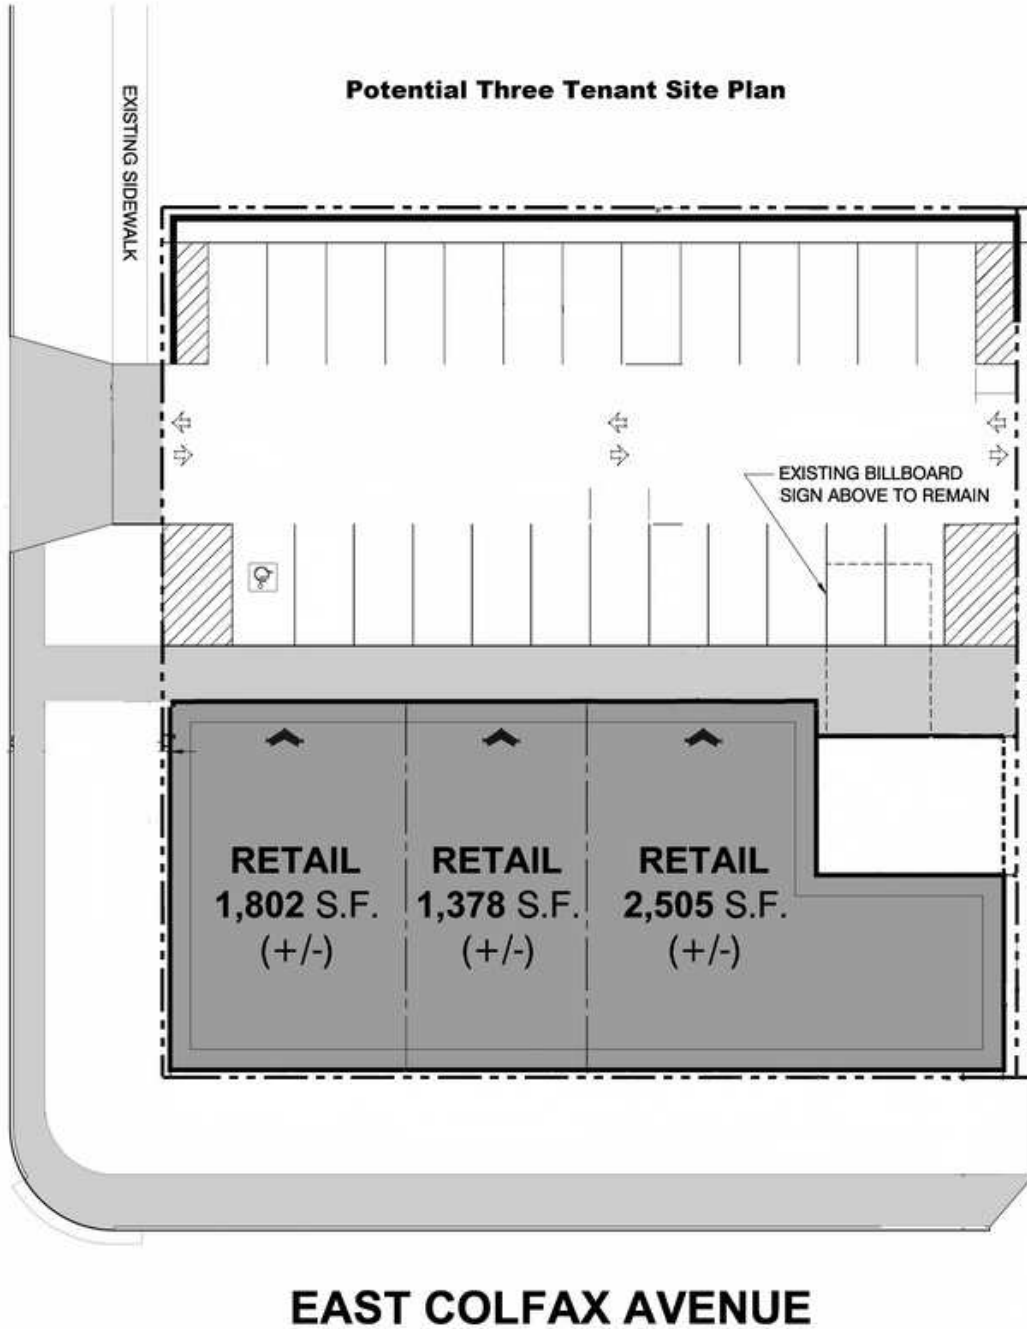 Potential Three Tenant Site Plan
EXISTING SIDEWALK
EXISTING BILLBOARD
SIGN ABOVE TO REMAIN
RETAIL
1,802 S.F.
(+/-)
RETAIL
1,378 S.F.
(+/-)
RETAIL
2,505 S.F.
(+/-)
EAST COLFAX AVENUE